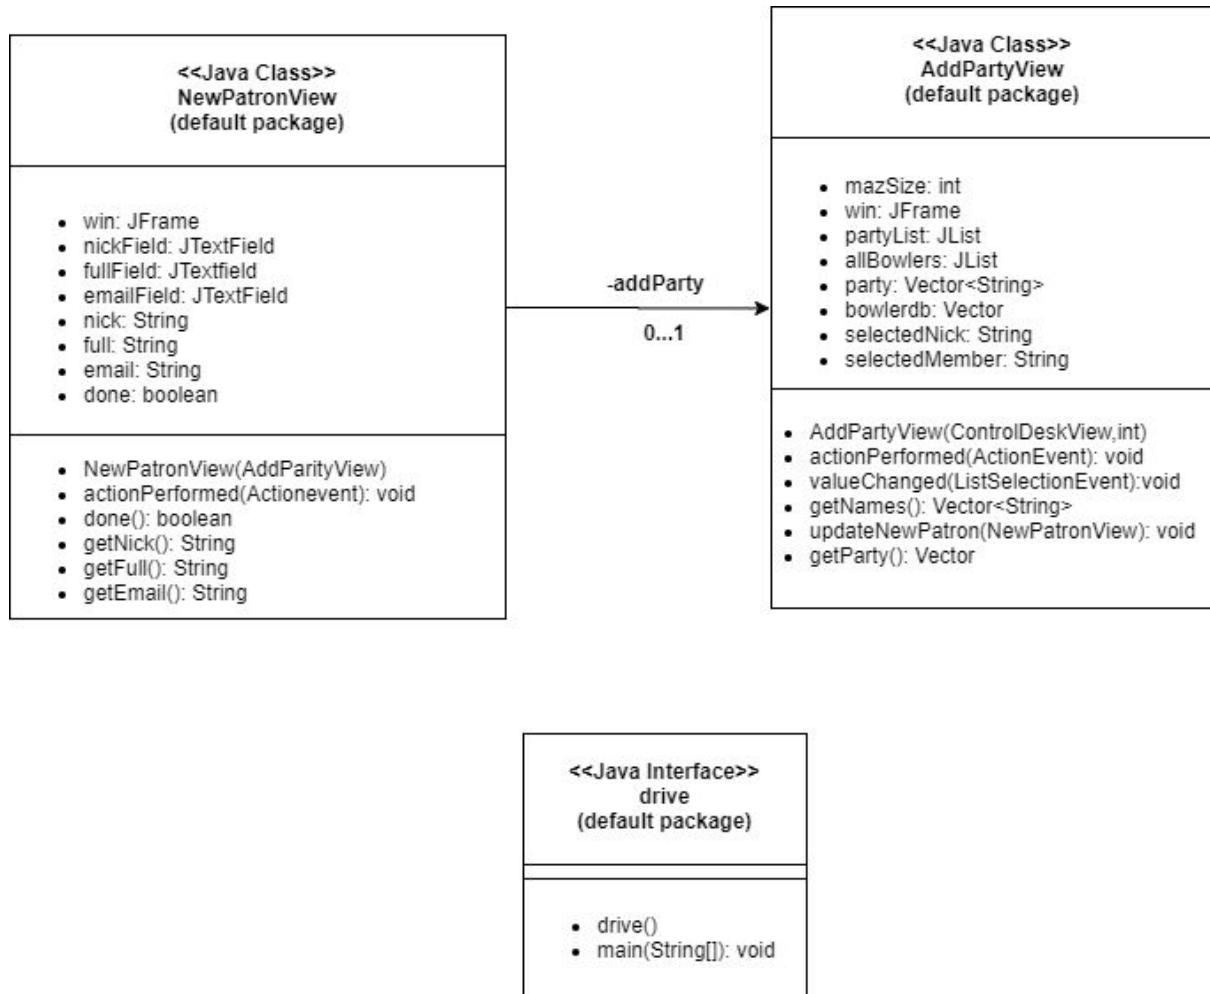 <<Java Class>>
NewPatronView
(default package)
win: JFrame
nickField: JTextField
fullField: JTextfield
emailField: JTextField
nick: String
full: String
email: String
done: boolean
NewPatronView(AddParityView)
actionPerformed(Actionevent): void
done(): boolean
getNick(): String
getFull(): String
getEmail(): String
-addParty
0...1
<<Java Class>>
AddPartyView
(default package)
mazSize: int
win: JFrame
partyList: JList
allBowlers: JList
party: Vector<String>
bowlerdb: Vector
selectedNick: String
selectedMember: String
AddPartyView(ControlDeskView,int)
actionPerformed(ActionEvent): void
valueChanged(ListSelectionEvent):void
getNames(): Vector<String>
updateNewPatron(NewPatronView): void
getParty(): Vector
<<Java Interface>>
drive
(default package)
drive()
main(String[]): void